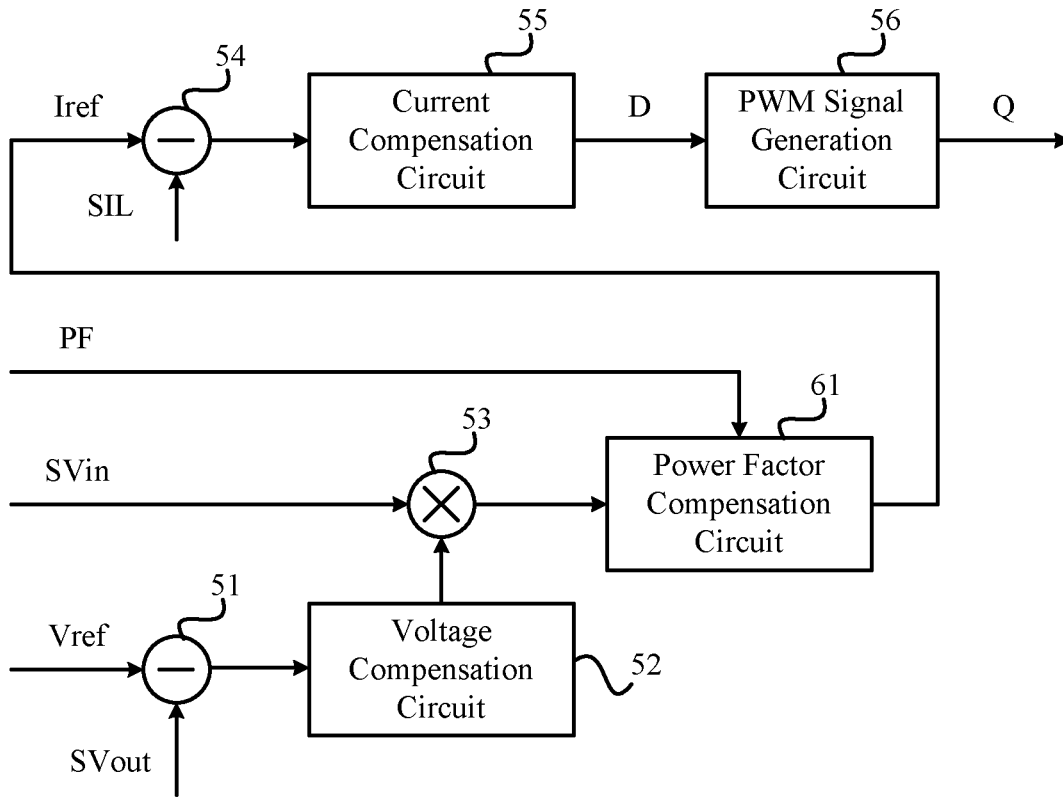 54
55
56
Iref
Current
Compensation
Circuit
D
PWM Signal
Generation
Circuit
Q
SIL
PF
61
53
SVin
Power Factor
Compensation
Circuit
51
Vref
Voltage
Compensation
Circuit
52
SVout